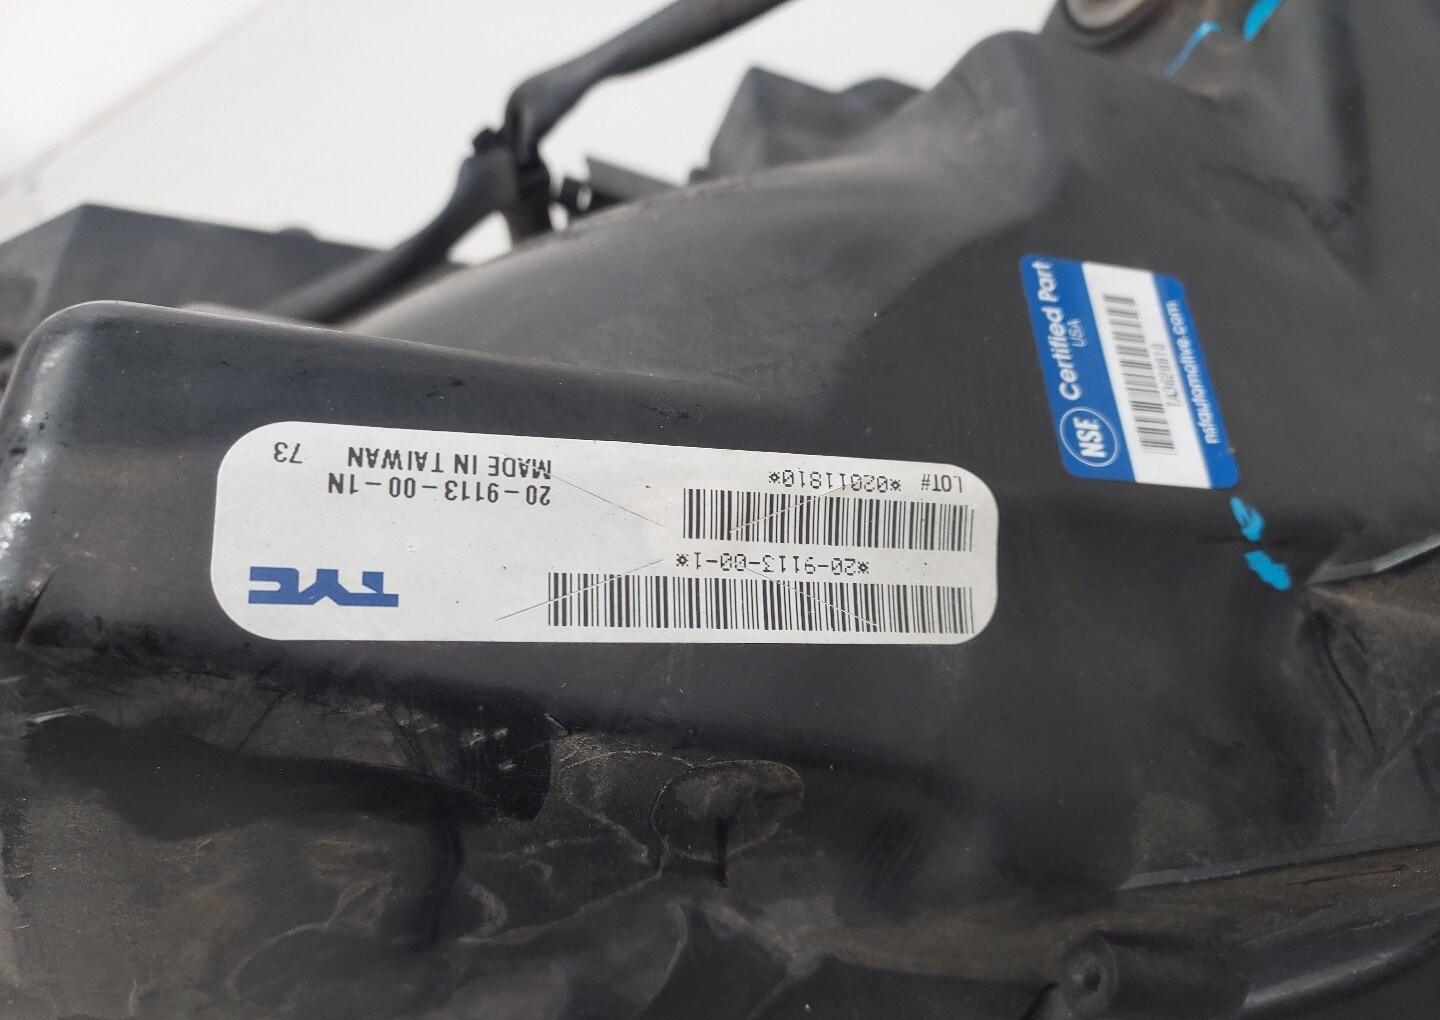 TYC
20-9113-00-1N
MADE IN TAIWAN 73
*20-9113-00-1*
LOT# *02011810*
NSF Certified Part
USA
nsfautomotive.com